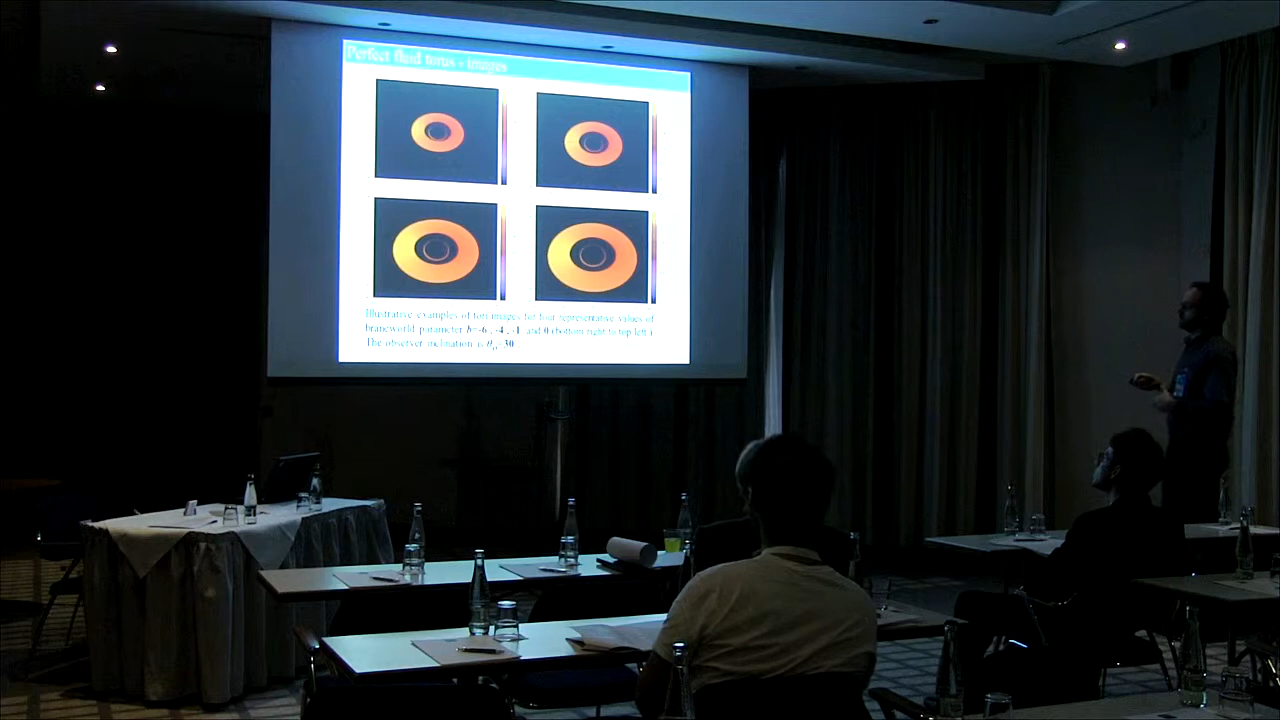 Perfect fluid torus - images
Illustrative examples of tori images for four representative values of
braneworld parameter b=-6 , -4 , -1 and 0 (bottom right to top left ).
The observer inclination is θo=30